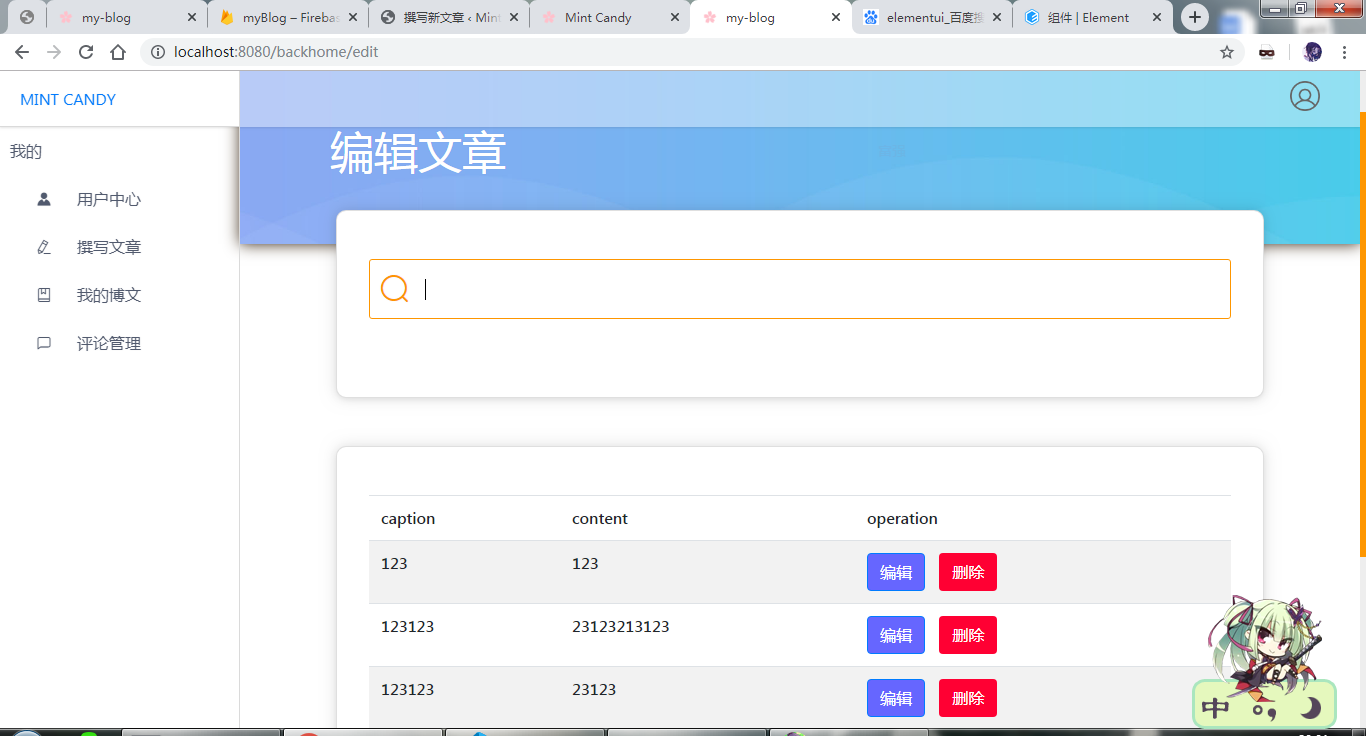 my-blog
myBlog – Firebas
撰写新文章 ‹ Mint
Mint Candy
my-blog
elementui_百度搜
组件 | Element
localhost:8080/backhome/edit
MINT CANDY
我的
编辑文章
用户中心
撰写文章
我的博文
评论管理
caption content operation
123 123 编辑 删除
123123 23123213123 编辑 删除
123123 23123 编辑 删除
中 °,